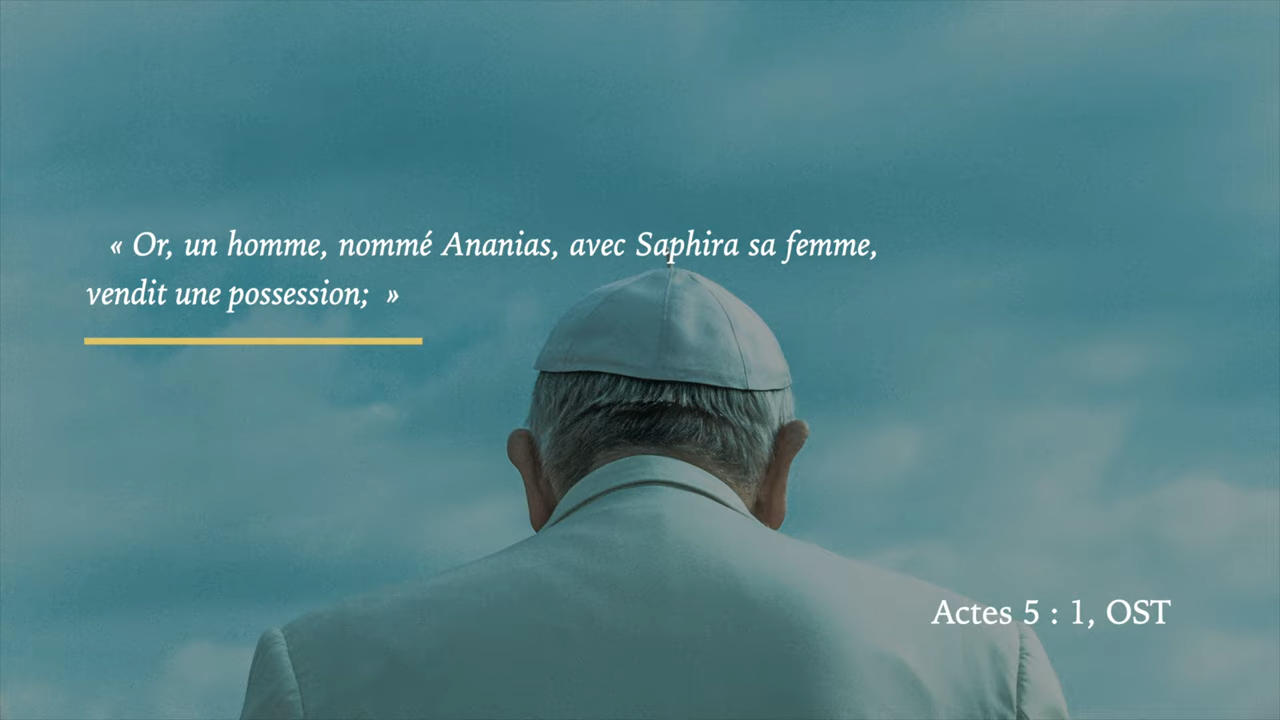 « Or, un homme, nommé Ananias, avec Saphira sa femme,
vendit une possession; »
Actes 5 : 1, OST